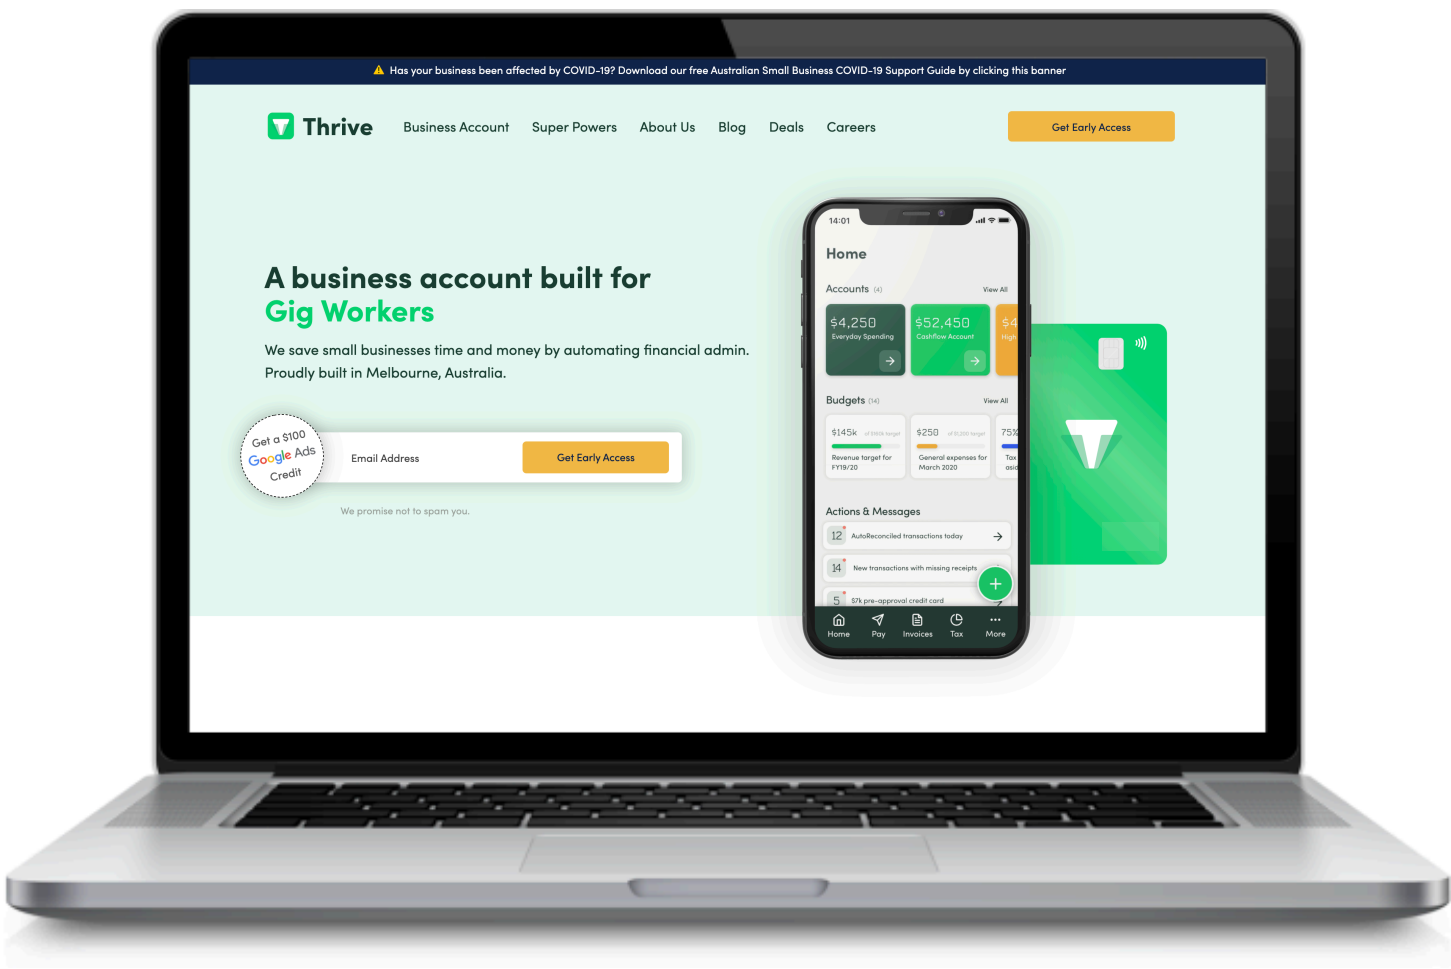 Has your business been affected by COVID-19? Download our free Australian Small Business COVID-19 Support Guide by clicking this banner
Thrive
Business Account
Super Powers
About Us
Blog
Deals
Careers
Get Early Access
A business account built for
Gig Workers
We save small businesses time and money by automating financial admin.
Proudly built in Melbourne, Australia.
Get a $100
Google Ads
Credit
Email Address
Get Early Access
We promise not to spam you.
14:01
Home
Accounts (4)
View All
$4,250
Everyday Spending
$52,450
Cashflow Account
$4
High
Budgets (14)
View All
$145k
Revenue target for
FY19/20
$250
General expenses for
March 2020
75%
Tax
asid
Actions & Messages
12 AutoReconciled transactions today
14 New transactions with missing receipts
5 $7k pre-approval credit card
Home
Pay
Invoices
Tax
More